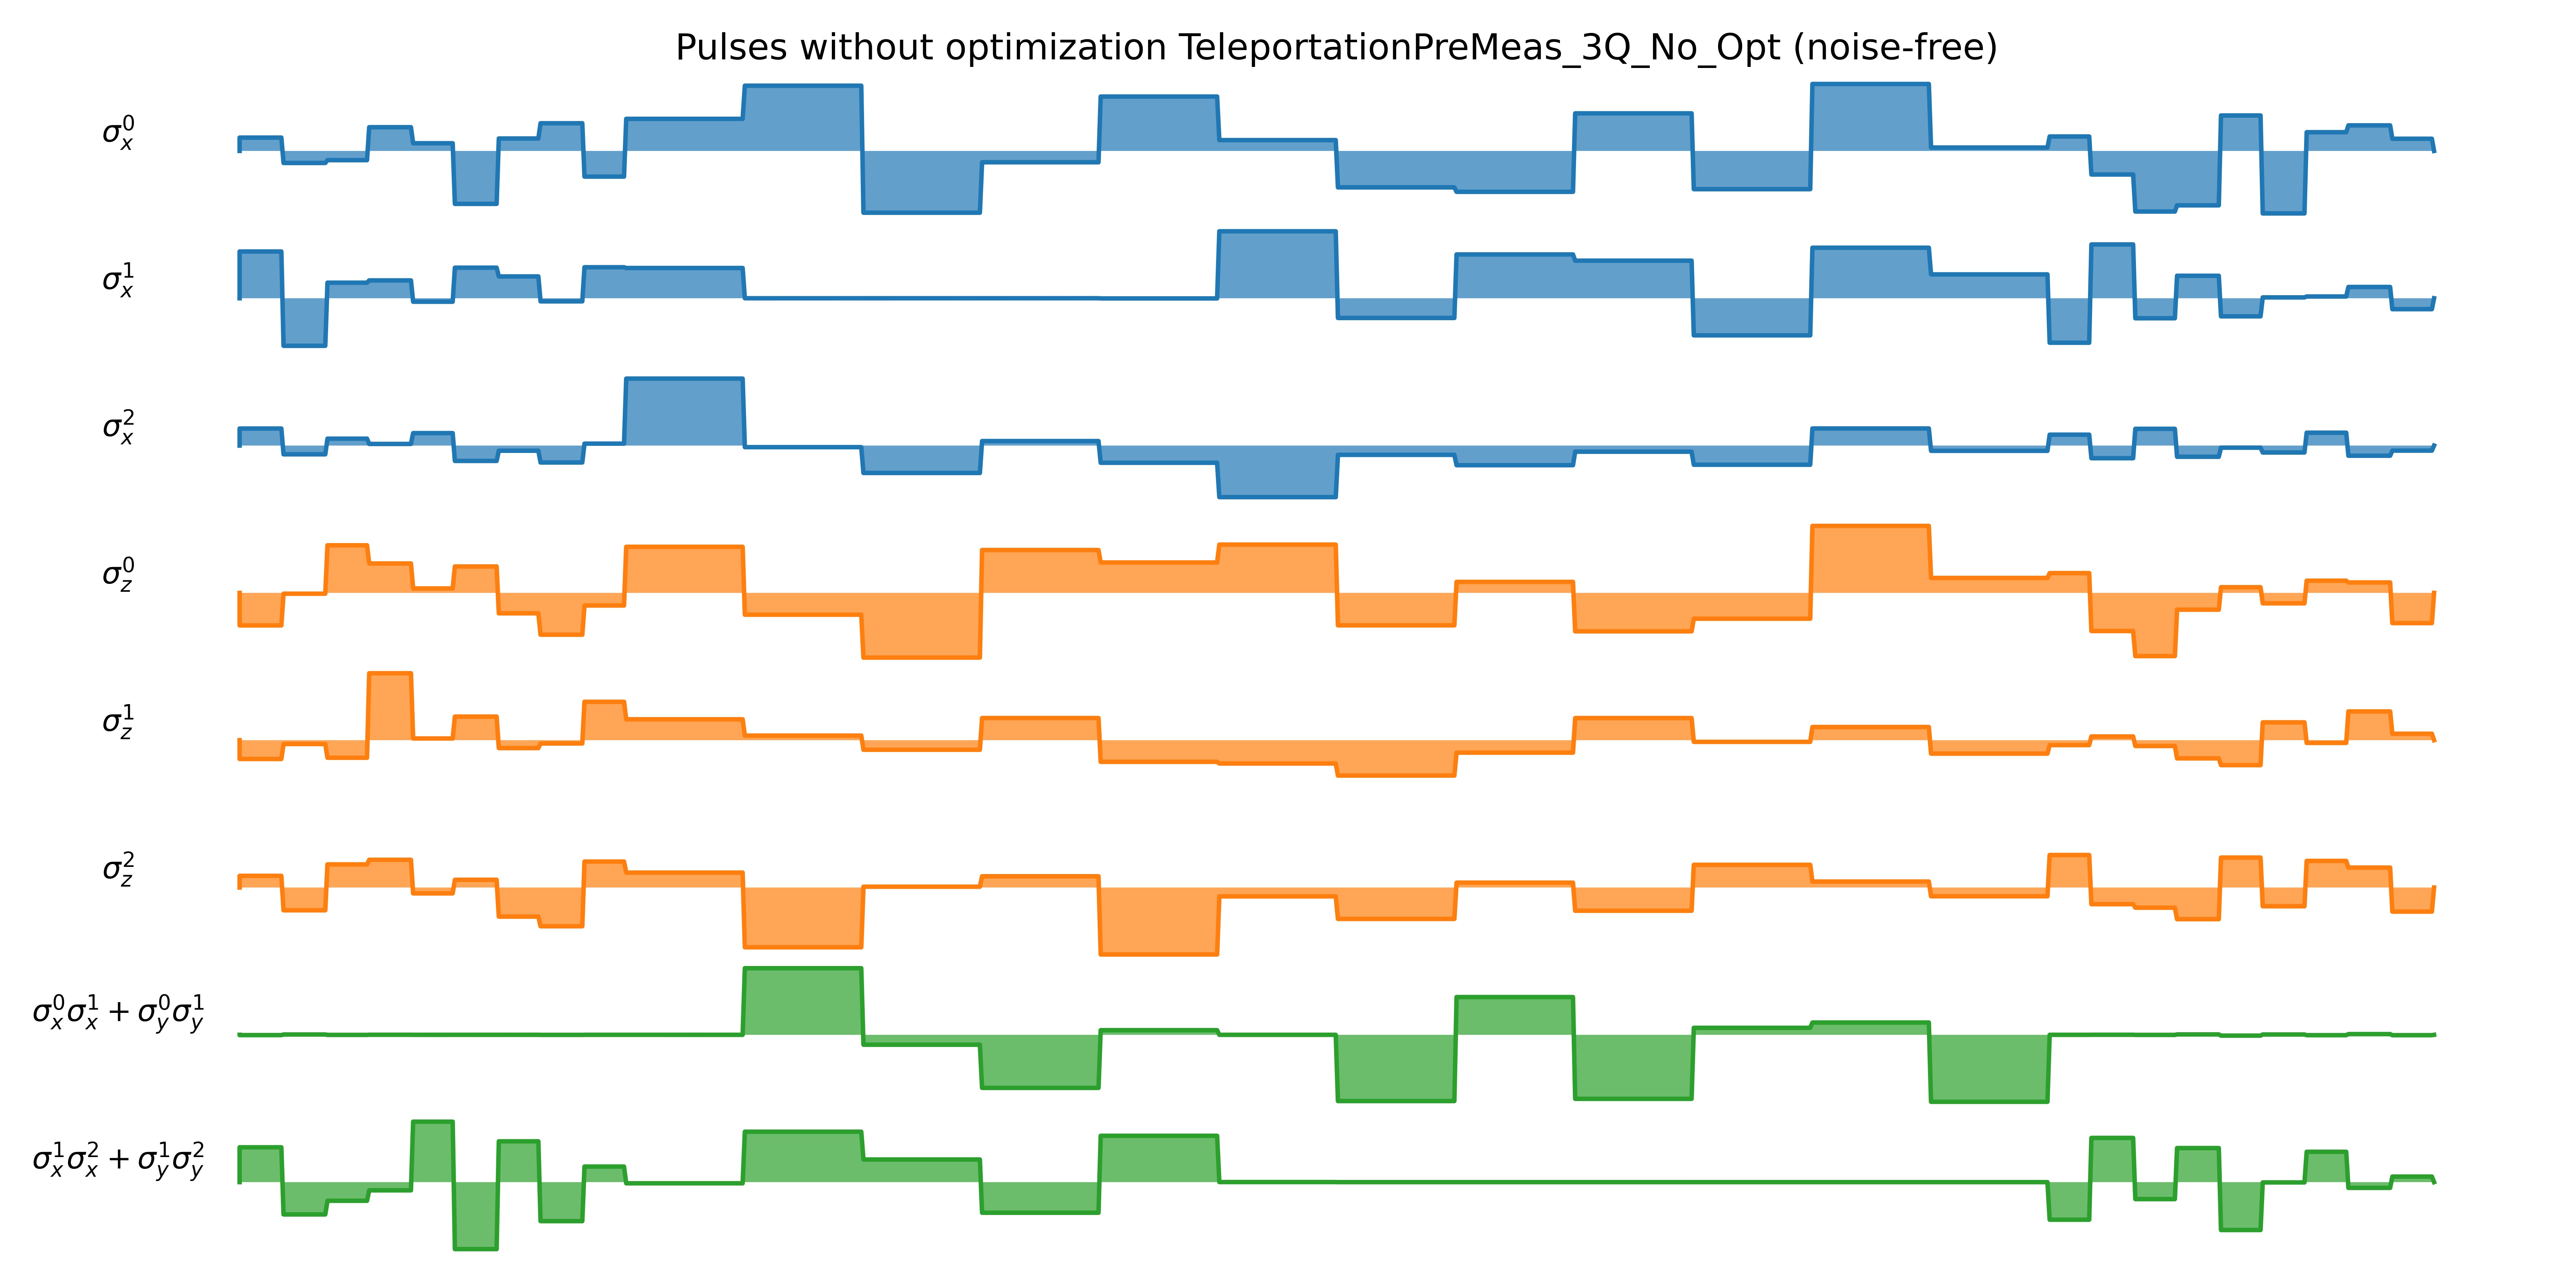 Pulses without optimization TeleportationPreMeas_3Q_No_Opt (noise-free)
σ_x^0
σ_x^1
σ_x^2
σ_z^0
σ_z^1
σ_z^2
σ_x^0σ_x^1 + σ_y^0σ_y^1
σ_x^1σ_x^2 + σ_y^1σ_y^2